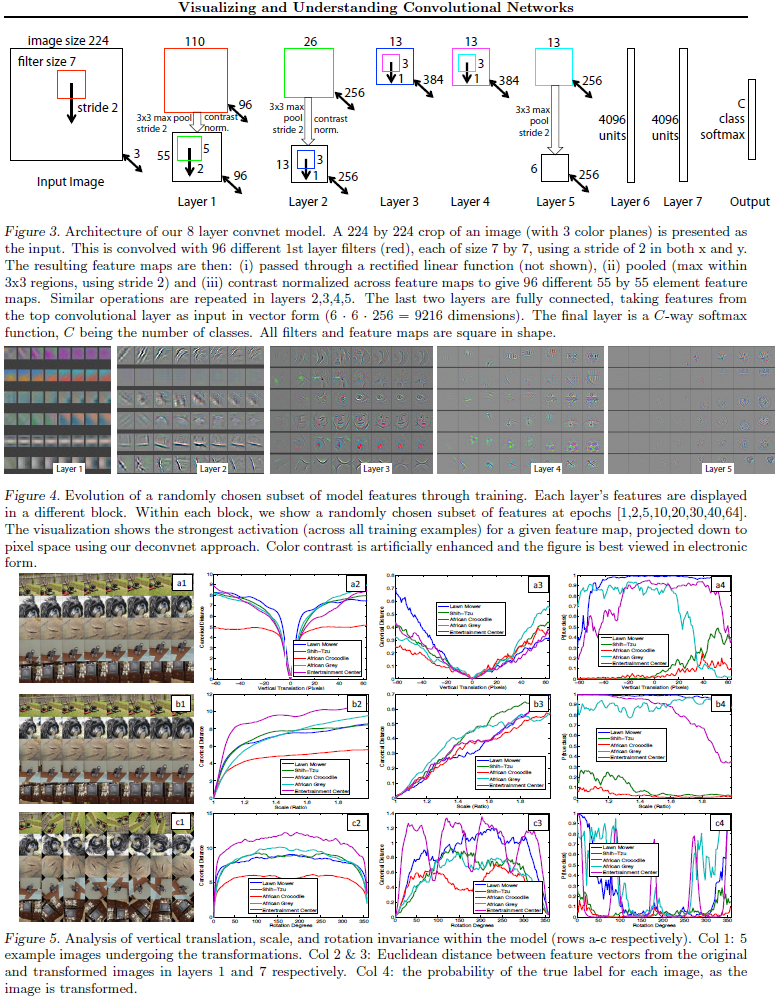 Visualizing and Understanding Convolutional Networks
image size 224
filter size 7
stride 2
3
Input Image
110
96
3x3 max pool
stride 2
contrast
norm.
55
5
2
96
Layer 1
26
256
3x3 max
pool
stride 2
contrast
norm.
13
3
1
256
Layer 2
13
3
1
384
Layer 3
13
3
1
384
Layer 4
13
256
3x3 max
pool
stride 2
6
256
Layer 5
4096
units
Layer 6
4096
units
Layer 7
C
class
softmax
Output
Figure 3. Architecture of our 8 layer convnet model. A 224 by 224 crop of an image (with 3 color planes) is presented as
the input. This is convolved with 96 different 1st layer filters (red), each of size 7 by 7, using a stride of 2 in both x and y.
The resulting feature maps are then: (i) passed through a rectified linear function (not shown), (ii) pooled (max within
3x3 regions, using stride 2) and (iii) contrast normalized across feature maps to give 96 different 55 by 55 element feature
maps. Similar operations are repeated in layers 2,3,4,5. The last two layers are fully connected, taking features from
the top convolutional layer as input in vector form (6 · 6 · 256 = 9216 dimensions). The final layer is a C-way softmax
function, C being the number of classes. All filters and feature maps are square in shape.
Layer 1
Layer 2
Layer 3
Layer 4
Layer 5
Figure 4. Evolution of a randomly chosen subset of model features through training. Each layer's features are displayed
in a different block. Within each block, we show a randomly chosen subset of features at epochs [1,2,5,10,20,30,40,64].
The visualization shows the strongest activation (across all training examples) for a given feature map, projected down to
pixel space using our deconvnet approach. Color contrast is artificially enhanced and the figure is best viewed in electronic
form.
a1
a2
Canonical Distance
Lawn Mower
Shih-Tzu
African Crocodile
African Grey
Entertainment Center
Vertical Translation (Pixels)
a3
Canonical Distance
Lawn Mower
Shih-Tzu
African Crocodile
African Grey
Entertainment Center
Vertical Translation (Pixels)
a4
P(true class)
Lawn Mower
Shih-Tzu
African Crocodile
African Grey
Entertainment Center
Vertical Translation (Pixels)
b1
b2
Canonical Distance
Lawn Mower
Shih-Tzu
African Crocodile
African Grey
Entertainment Center
Scale (Ratio)
b3
Canonical Distance
Lawn Mower
Shih-Tzu
African Crocodile
African Grey
Entertainment Center
Scale (Ratio)
b4
P(true class)
Lawn Mower
Shih-Tzu
African Crocodile
African Grey
Entertainment Center
Scale (Ratio)
c1
c2
Canonical Distance
Lawn Mower
Shih-Tzu
African Crocodile
African Grey
Entertainment Center
Rotation Degrees
c3
Canonical Distance
Lawn Mower
Shih-Tzu
African Crocodile
African Grey
Entertainment Center
Rotation Degrees
c4
P(true class)
Lawn Mower
Shih-Tzu
African Crocodile
African Grey
Entertainment Center
Rotation Degrees
Figure 5. Analysis of vertical translation, scale, and rotation invariance within the model (rows a-c respectively). Col 1: 5
example images undergoing the transformations. Col 2 & 3: Euclidean distance between feature vectors from the original
and transformed images in layers 1 and 7 respectively. Col 4: the probability of the true label for each image, as the
image is transformed.